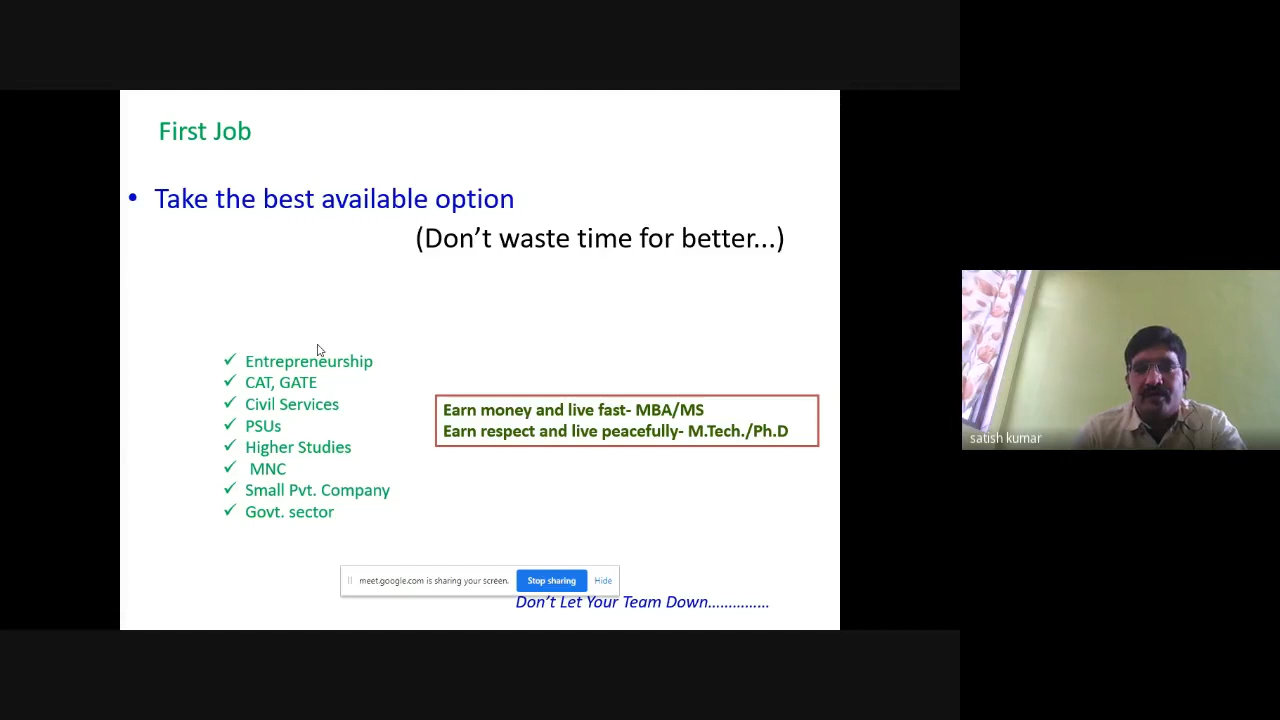 First Job
• Take the best available option
(Don't waste time for better...)
✓ Entrepreneurship
✓ CAT, GATE
✓ Civil Services
✓ PSUs
✓ Higher Studies
✓ MNC
✓ Small Pvt. Company
✓ Govt. sector
Earn money and live fast- MBA/MS
Earn respect and live peacefully- M.Tech./Ph.D
meet.google.com is sharing your screen. Stop sharing Hide
Don't Let Your Team Down……………
satish kumar